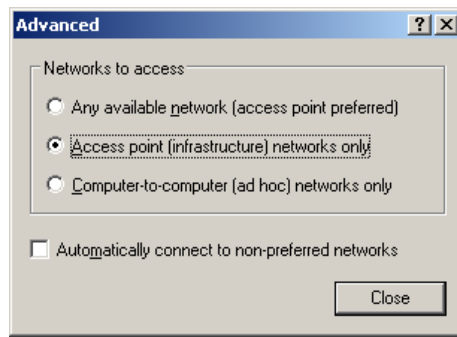 Advanced
Networks to access
Any available network (access point preferred)
Access point (infrastructure) networks only
Computer-to-computer (ad hoc) networks only
Automatically connect to non-preferred networks
Close